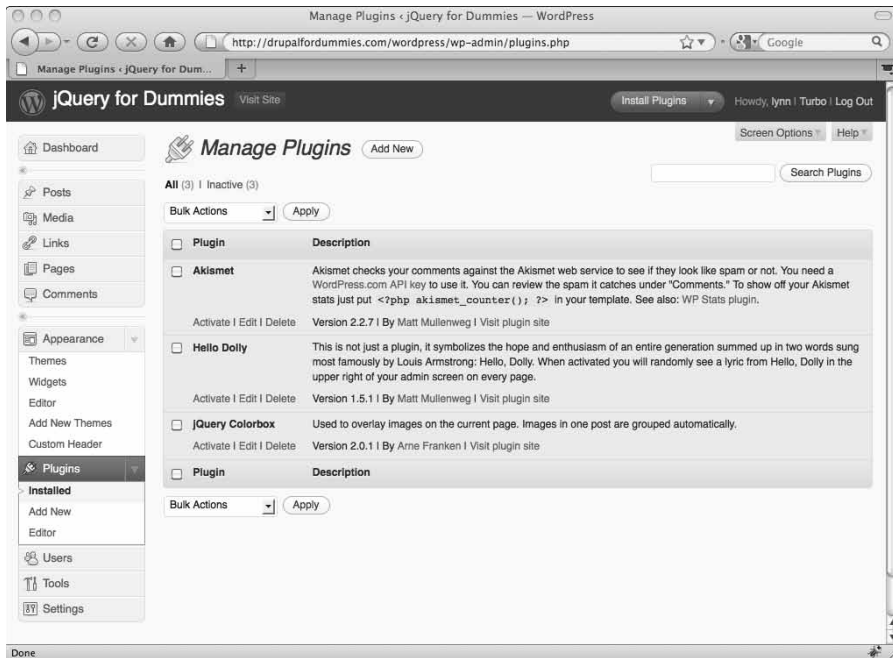 Manage Plugins ‹ jQuery for Dummies — WordPress
http://drupalfordummies.com/wordpress/wp-admin/plugins.php
Google
Manage Plugins ‹ jQuery for Dum...
+
jQuery for Dummies Visit Site
Install Plugins
Howdy, lynn | Turbo | Log Out
Screen Options
Help
Dashboard
Posts
Media
Links
Pages
Comments
Appearance
Themes
Widgets
Editor
Add New Themes
Custom Header
Plugins
Installed
Add New
Editor
Users
Tools
Settings
Manage Plugins Add New
Search Plugins
All (3) | Inactive (3)
Bulk Actions Apply
Plugin Description
Akismet Akismet checks your comments against the Akismet web service to see if they look like spam or not. You need a
WordPress.com API key to use it. You can review the spam it catches under "Comments." To show off your Akismet
stats just put <?php akismet_counter(); ?> in your template. See also: WP Stats plugin.
Activate | Edit | Delete Version 2.2.7 | By Matt Mullenweg | Visit plugin site
Hello Dolly This is not just a plugin, it symbolizes the hope and enthusiasm of an entire generation summed up in two words sung
most famously by Louis Armstrong: Hello, Dolly. When activated you will randomly see a lyric from Hello, Dolly in the
upper right of your admin screen on every page.
Activate | Edit | Delete Version 1.5.1 | By Matt Mullenweg | Visit plugin site
jQuery Colorbox Used to overlay images on the current page. Images in one post are grouped automatically.
Activate | Edit | Delete Version 2.0.1 | By Arne Franken | Visit plugin site
Plugin Description
Bulk Actions Apply
Done